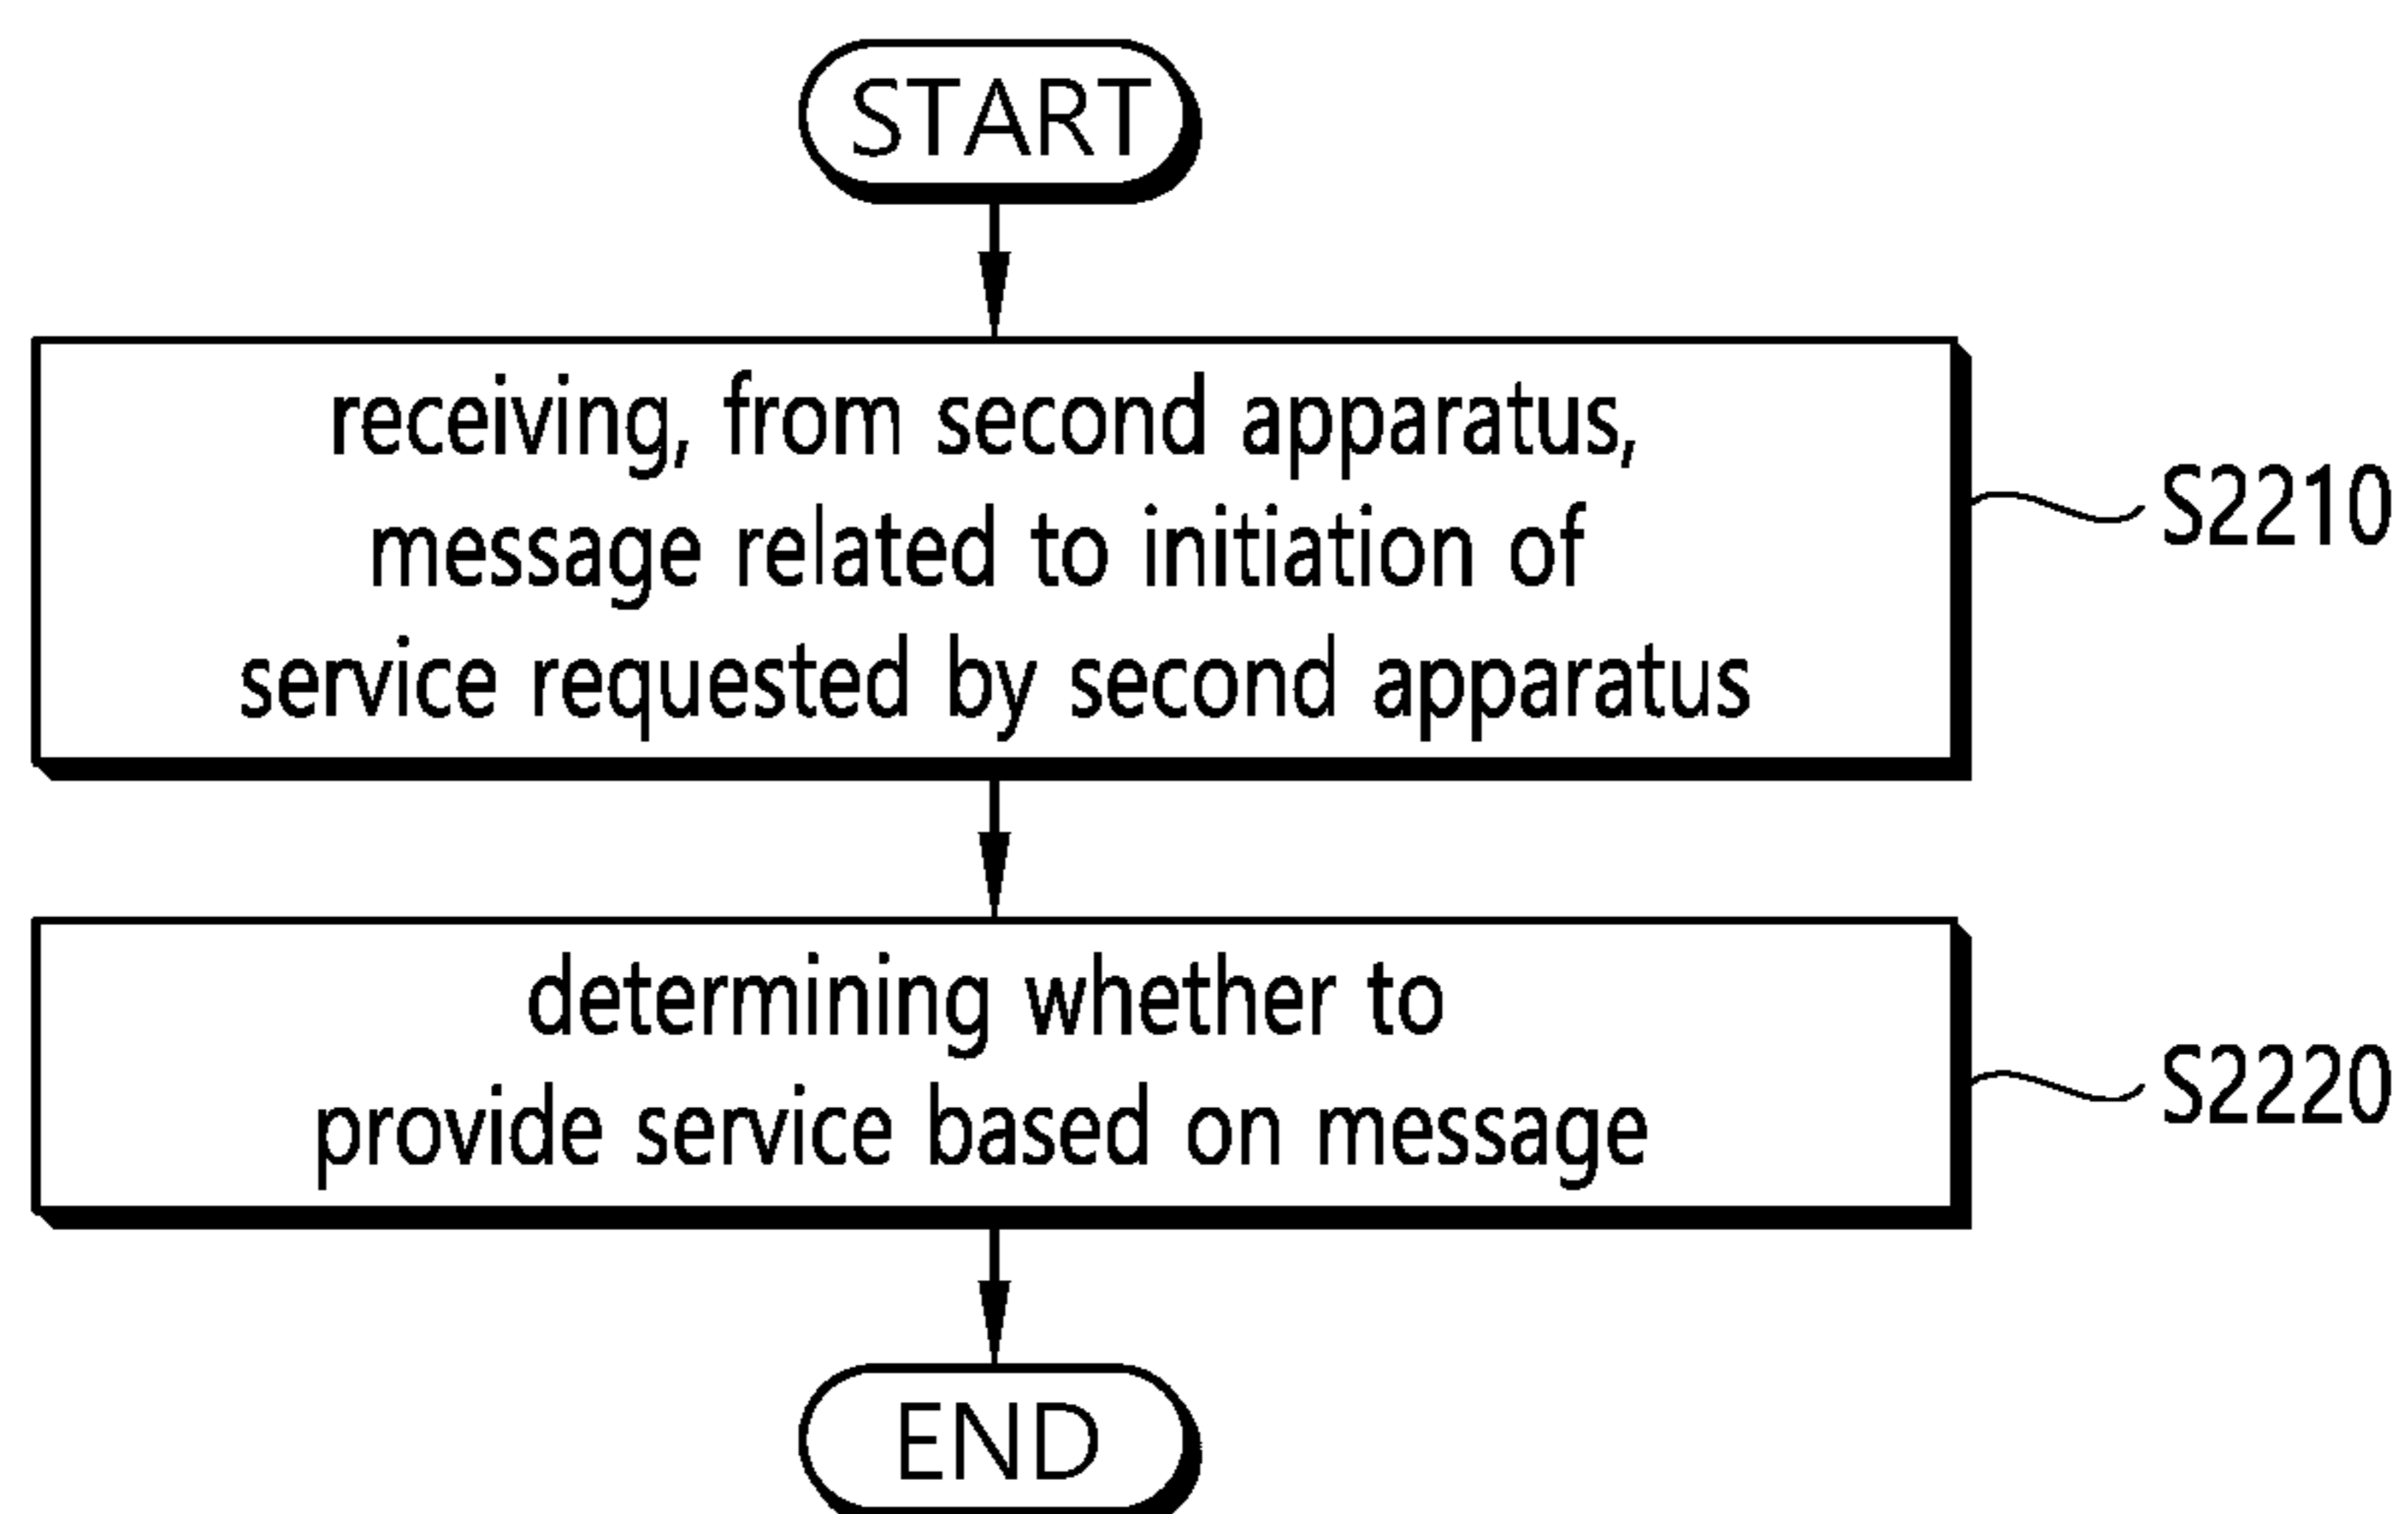 START
receiving, from second apparatus,
message related to initiation of
service requested by second apparatus
S2210
determining whether to
provide service based on message
S2220
END